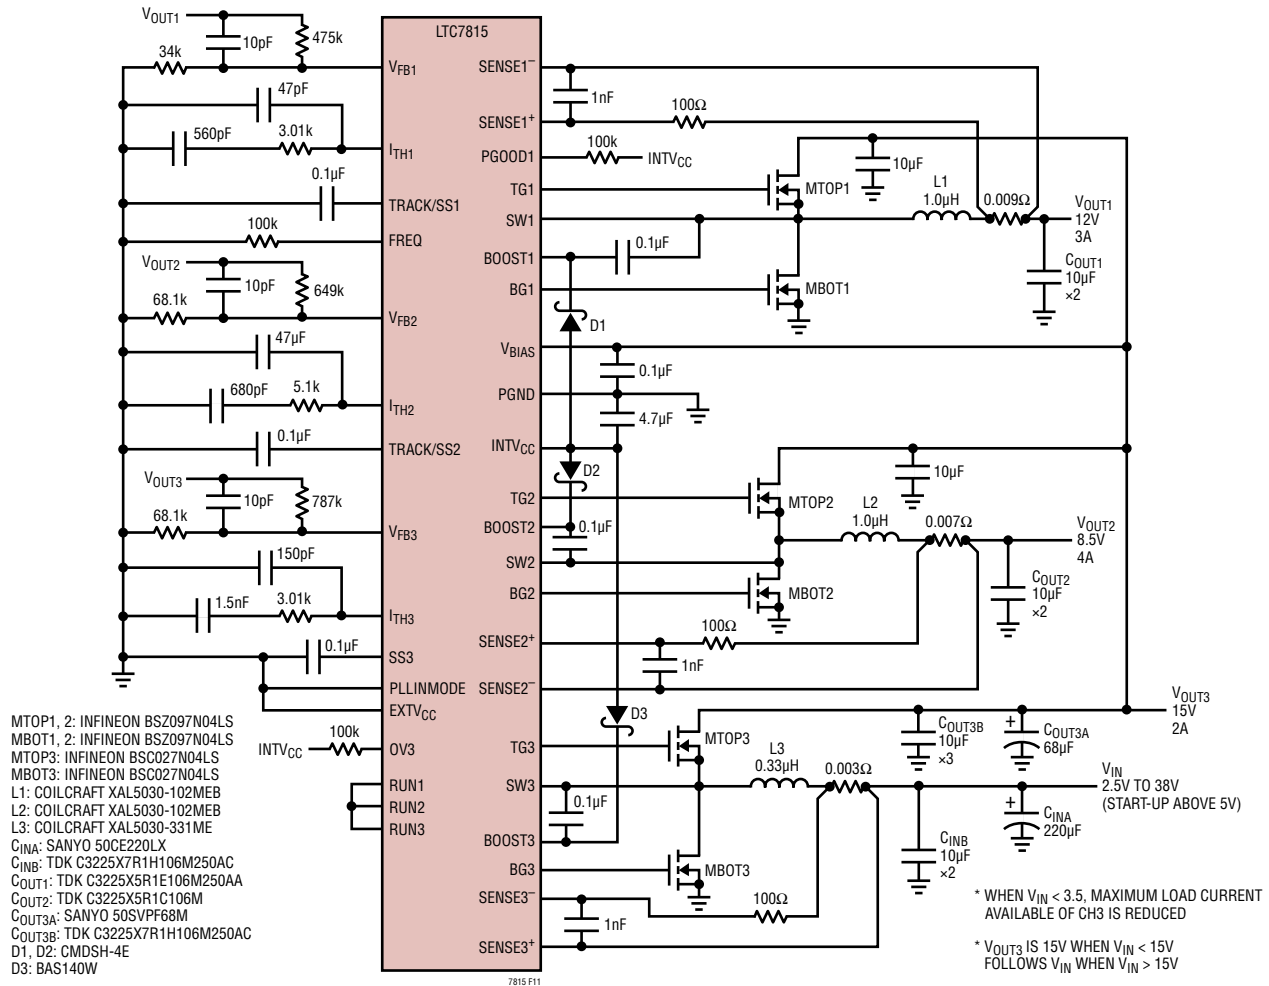 VOUT1
10pF
475k
34k
VFB1
47pF
560pF
3.01k
ITH1
0.1µF
TRACK/SS1
100k
FREQ
VOUT2
10pF
649k
68.1k
VFB2
47µF
680pF
5.1k
ITH2
0.1µF
TRACK/SS2
VOUT3
10pF
787k
68.1k
VFB3
150pF
1.5nF
3.01k
ITH3
0.1µF
SS3
PLLINMODE
EXTVCC
INTVCC
100k
OV3
RUN1
RUN2
RUN3
LTC7815
SENSE1–
1nF
SENSE1+
100Ω
PGOOD1
100k
INTVCC
TG1
MTOP1
10µF
SW1
L1
1.0µH
0.009Ω
VOUT1
12V
3A
BOOST1
0.1µF
COUT1
10µF
×2
BG1
MBOT1
D1
VBIAS
0.1µF
PGND
4.7µF
INTVCC
D2
10µF
TG2
MTOP2
L2
1.0µH
0.007Ω
VOUT2
8.5V
4A
BOOST2
0.1µF
SW2
BG2
MBOT2
COUT2
10µF
×2
100Ω
SENSE2+
1nF
SENSE2–
D3
VOUT3
15V
2A
TG3
MTOP3
COUT3B
10µF
×3
COUT3A
+
68µF
L3
0.33µH
0.003Ω
SW3
VIN
2.5V TO 38V
(START-UP ABOVE 5V)
0.1µF
+
CINA
220µF
BOOST3
CINB
10µF
×2
BG3
MBOT3
SENSE3–
100Ω
1nF
SENSE3+
MTOP1, 2: INFINEON BSZ097N04LS
MBOT1, 2: INFINEON BSZ097N04LS
MTOP3: INFINEON BSC027N04LS
MBOT3: INFINEON BSC027N04LS
L1: COILCRAFT XAL5030-102MEB
L2: COILCRAFT XAL5030-102MEB
L3: COILCRAFT XAL5030-331ME
CINA: SANYO 50CE220LX
CINB: TDK C3225X7R1H106M250AC
COUT1: TDK C3225X5R1E106M250AA
COUT2: TDK C3225X5R1C106M
COUT3A: SANYO 50SVPF68M
COUT3B: TDK C3225X7R1H106M250AC
D1, D2: CMDSH-4E
D3: BAS140W
* WHEN VIN < 3.5, MAXIMUM LOAD CURRENT
AVAILABLE OF CH3 IS REDUCED
* VOUT3 IS 15V WHEN VIN < 15V
FOLLOWS VIN WHEN VIN > 15V
7815 F11